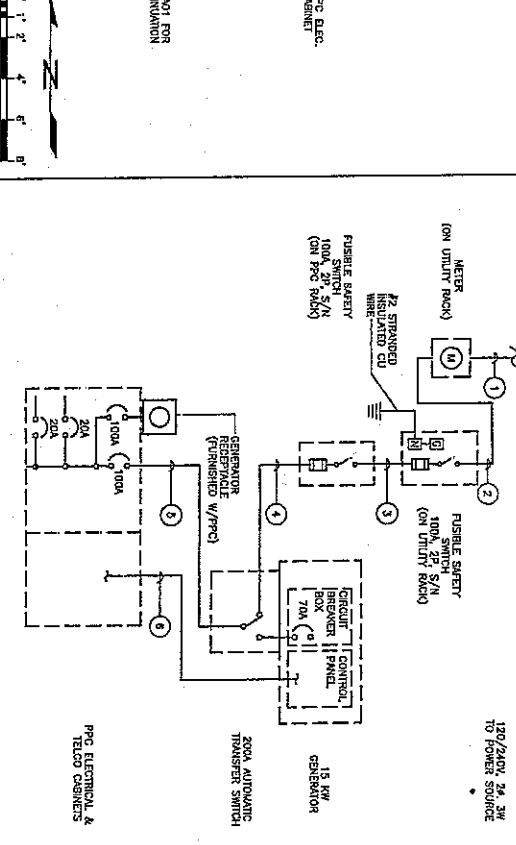 120/240V, 2ϕ, 3W
TO POWER SOURCE
METER
(ON UTILITY RACK)
M
1
2
FUSIBLE SAFETY
SWITCH
100A, 2P, S/N
(ON UTILITY RACK)
G
N
#2 STRANDED
INSULATED CU
WIRE
FUSIBLE SAFETY
SWITCH
100A, 2P, S/N
(ON PPC RACK)
3
4
CIRCUIT
BREAKER
BOX
70A
CONTROL
PANEL
15 KW
GENERATOR
200A AUTOMATIC
TRANSFER SWITCH
GENERATOR
RECEPTACLE
(FURNISHED W/PPC)
5
100A
100A
20A
20A
6
PPC ELECTRICAL &
TELCO CABINETS
ELEC.
FOR
N
1"
2"
4"
6"
8"